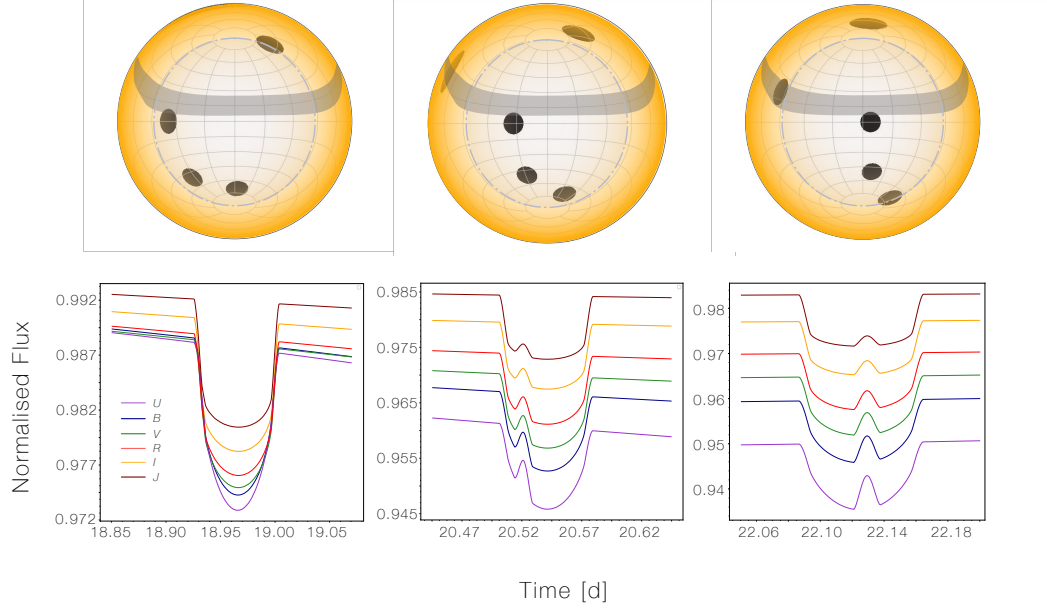 0.992
0.987
0.982
0.977
0.972
U
B
V
R
I
J
18.85 18.90 18.95 19.00 19.05
0.985
0.975
0.965
0.955
0.945
20.47 20.52 20.57 20.62
0.98
0.97
0.96
0.95
0.94
22.06 22.10 22.14 22.18
Normalised Flux
Time [d]